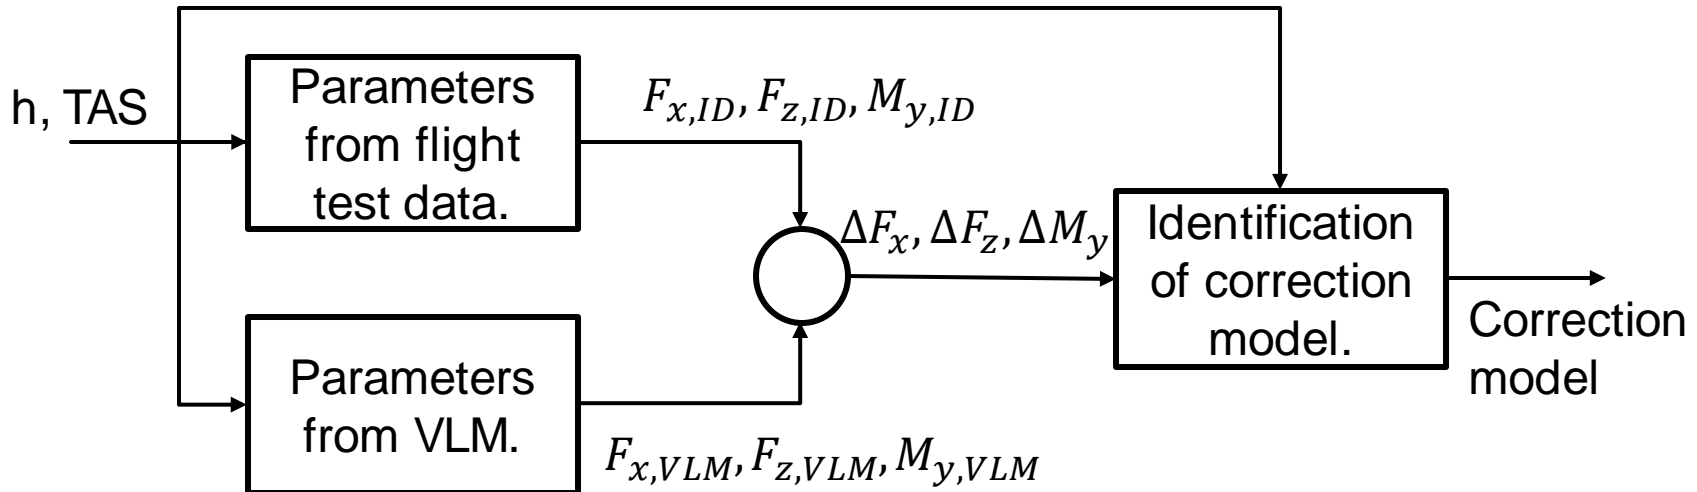 h, TAS
Parameters
from flight
test data.
F_{x,ID}, F_{z,ID}, M_{y,ID}
ΔF_x, ΔF_z, ΔM_y
Identification
of correction
model.
Correction
model
Parameters
from VLM.
F_{x,VLM}, F_{z,VLM}, M_{y,VLM}